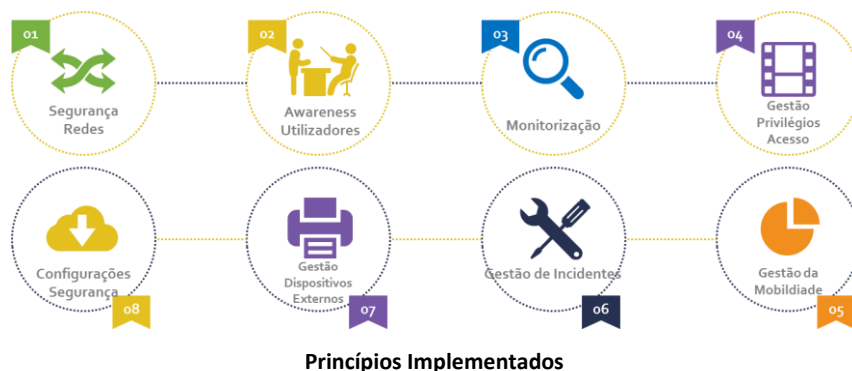 01
Segurança
Redes
02
Awareness
Utilizadores
03
Monitorização
04
Gestão
Privilégios
Acesso
Configurações
Segurança
08
Gestão
Dispositivos
Externos
07
Gestão de Incidentes
06
Gestão da
Mobildiade
05
Princípios Implementados